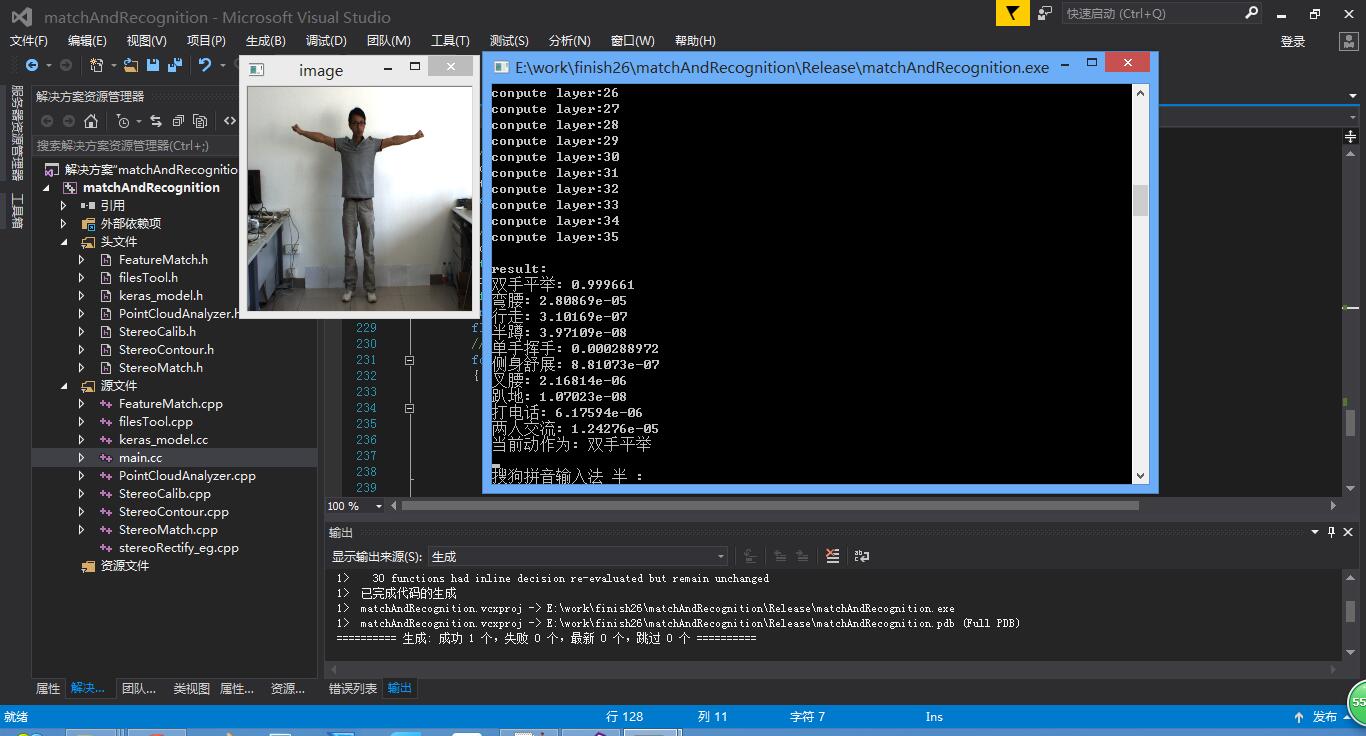 matchAndRecognition - Microsoft Visual Studio
快速启动 (Ctrl+Q)
文件(F) 编辑(E) 视图(V) 项目(P) 生成(B) 调试(D) 团队(M) 工具(T) 测试(S) 分析(N) 窗口(W) 帮助(H)
登录
服务器资源管理器
工具箱
解决方案资源管理器
搜索解决方案资源管理器(Ctrl+;)
解决方案"matchAndRecognitio
matchAndRecognition
引用
外部依赖项
头文件
FeatureMatch.h
filesTool.h
keras_model.h
PointCloudAnalyzer.h
StereoCalib.h
StereoContour.h
StereoMatch.h
源文件
FeatureMatch.cpp
filesTool.cpp
keras_model.cc
main.cc
PointCloudAnalyzer.cpp
StereoCalib.cpp
StereoContour.cpp
StereoMatch.cpp
stereoRectify_eg.cpp
资源文件
属性 解决... 团队... 类视图 属性... 资源...
image
E:\work\finish26\matchAndRecognition\Release\matchAndRecognition.exe
conpute layer:26
conpute layer:27
conpute layer:28
conpute layer:29
conpute layer:30
conpute layer:31
conpute layer:32
conpute layer:33
conpute layer:34
conpute layer:35
result:
双手平举: 0.999661
弯腰: 2.80869e-05
行走: 3.10169e-07
半蹲: 3.97109e-08
单手挥手: 0.000288972
侧身舒展: 8.81073e-07
叉腰: 2.16814e-06
趴地: 1.07023e-08
打电话: 6.17594e-06
两人交流: 1.24276e-05
当前动作为: 双手平举
搜狗拼音输入法 半 :
229
230 //
231
232 {
233
234
235
236
237
238
239
100 %
输出
显示输出来源(S): 生成
1> 30 functions had inline decision re-evaluated but remain unchanged
1> 已完成代码的生成
1> matchAndRecognition.vcxproj -> E:\work\finish26\matchAndRecognition\Release\matchAndRecognition.exe
1> matchAndRecognition.vcxproj -> E:\work\finish26\matchAndRecognition\Release\matchAndRecognition.pdb (Full PDB)
========== 生成: 成功 1 个，失败 0 个，最新 0 个，跳过 0 个 ==========
错误列表 输出
就绪 行 128 列 11 字符 7 Ins 发布
55